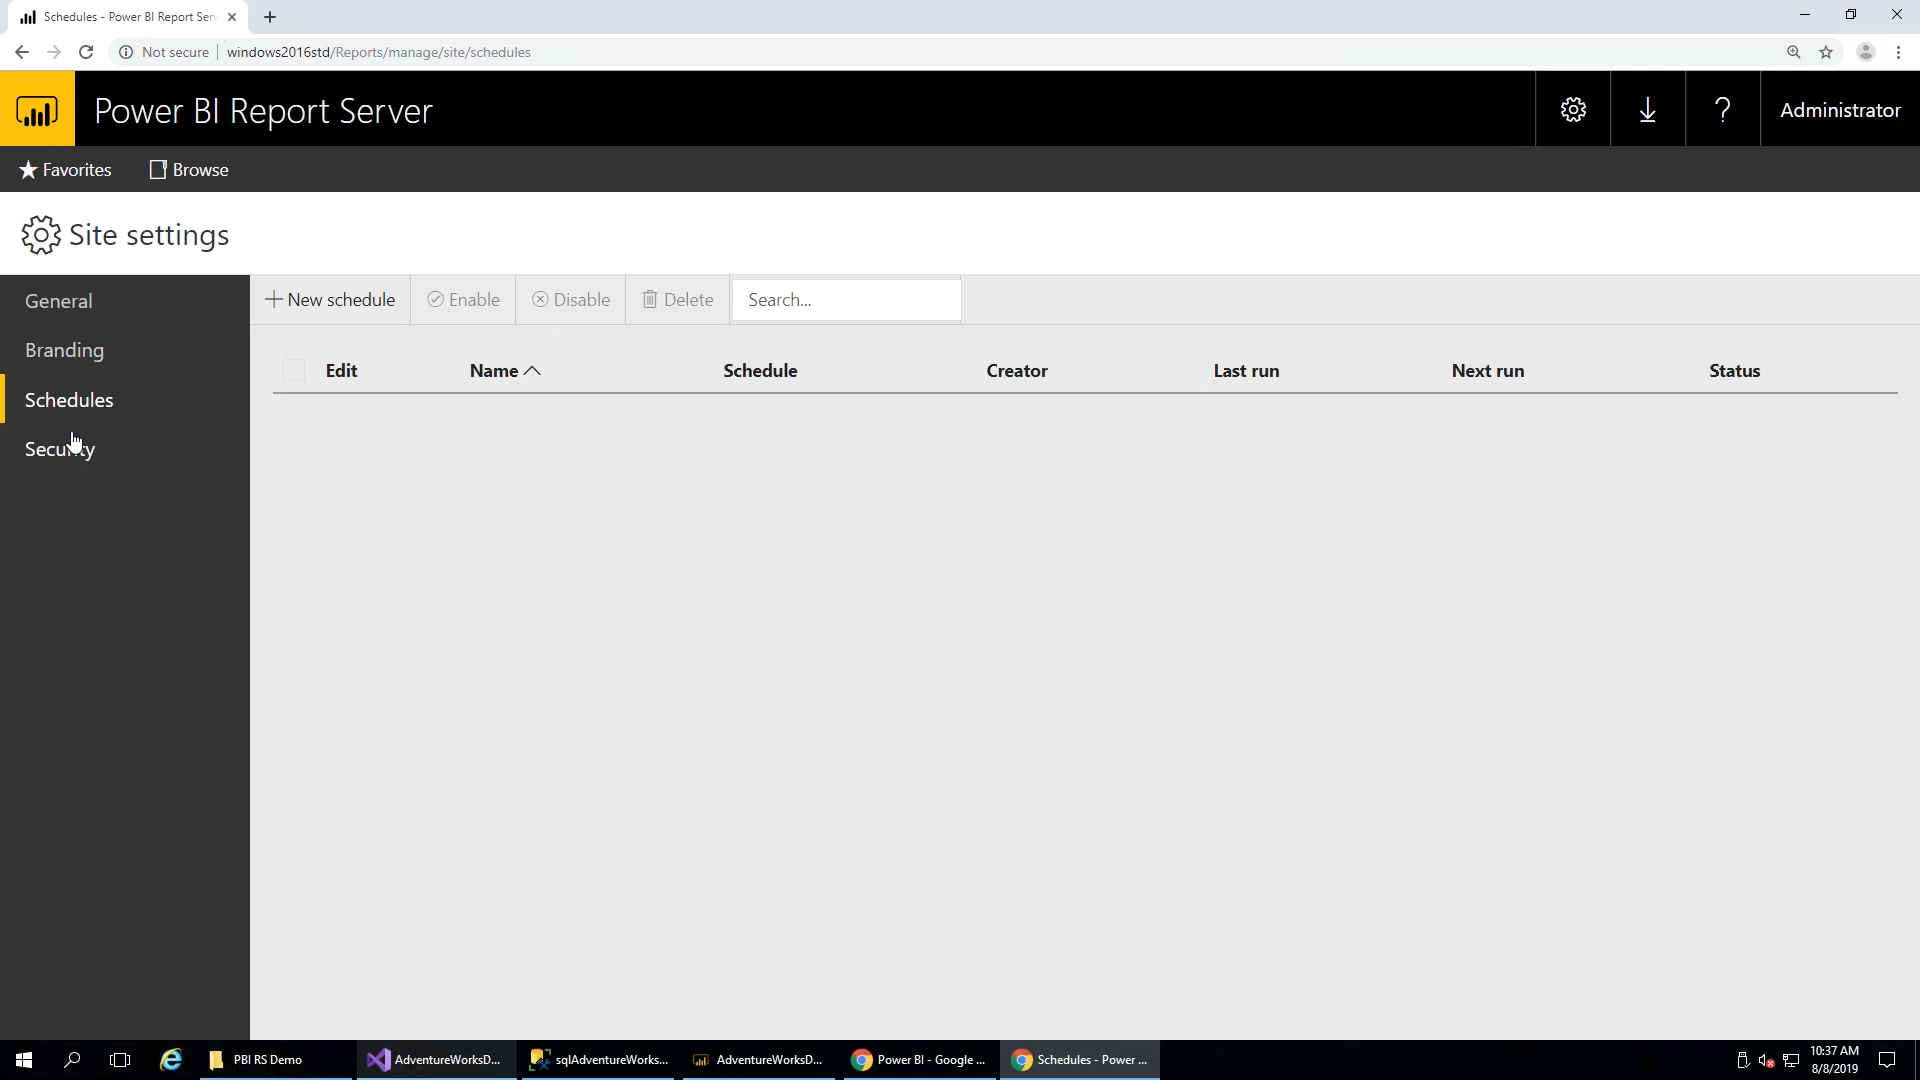 Schedules - Power BI Report Ser
Not secure windows2016std/Reports/manage/site/schedules
Power BI Report Server
Administrator
Favorites Browse
Site settings
General
Branding
Schedules
Security
New schedule Enable Disable Delete Search...
Edit Name Schedule Creator Last run Next run Status
PBI RS Demo AdventureWorksD... sqlAdventureWorks... AdventureWorksD... Power BI - Google ... Schedules - Power ...
10:37 AM
8/8/2019